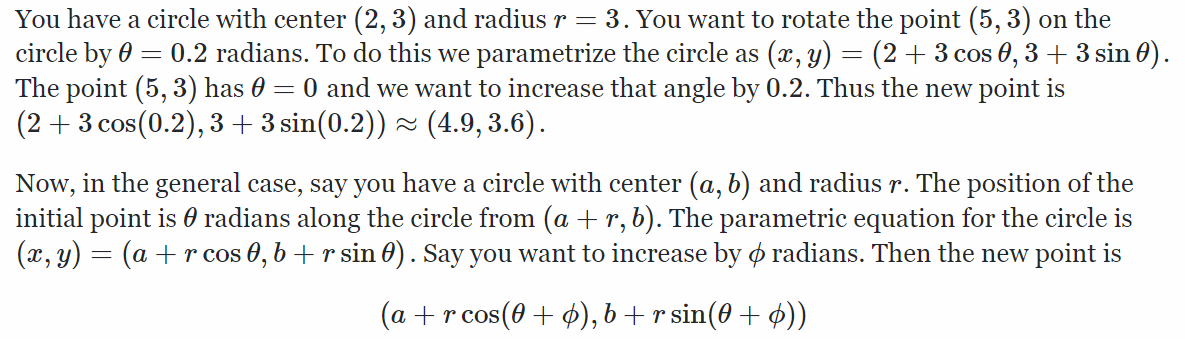 You have a circle with center (2, 3) and radius r = 3. You want to rotate the point (5, 3) on the
circle by θ = 0.2 radians. To do this we parametrize the circle as (x, y) = (2 + 3 cos θ, 3 + 3 sin θ).
The point (5, 3) has θ = 0 and we want to increase that angle by 0.2. Thus the new point is
(2 + 3 cos(0.2), 3 + 3 sin(0.2)) ≈ (4.9, 3.6).
Now, in the general case, say you have a circle with center (a, b) and radius r. The position of the
initial point is θ radians along the circle from (a + r, b). The parametric equation for the circle is
(x, y) = (a + r cos θ, b + r sin θ). Say you want to increase by ϕ radians. Then the new point is
(a + r cos(θ + ϕ), b + r sin(θ + ϕ))